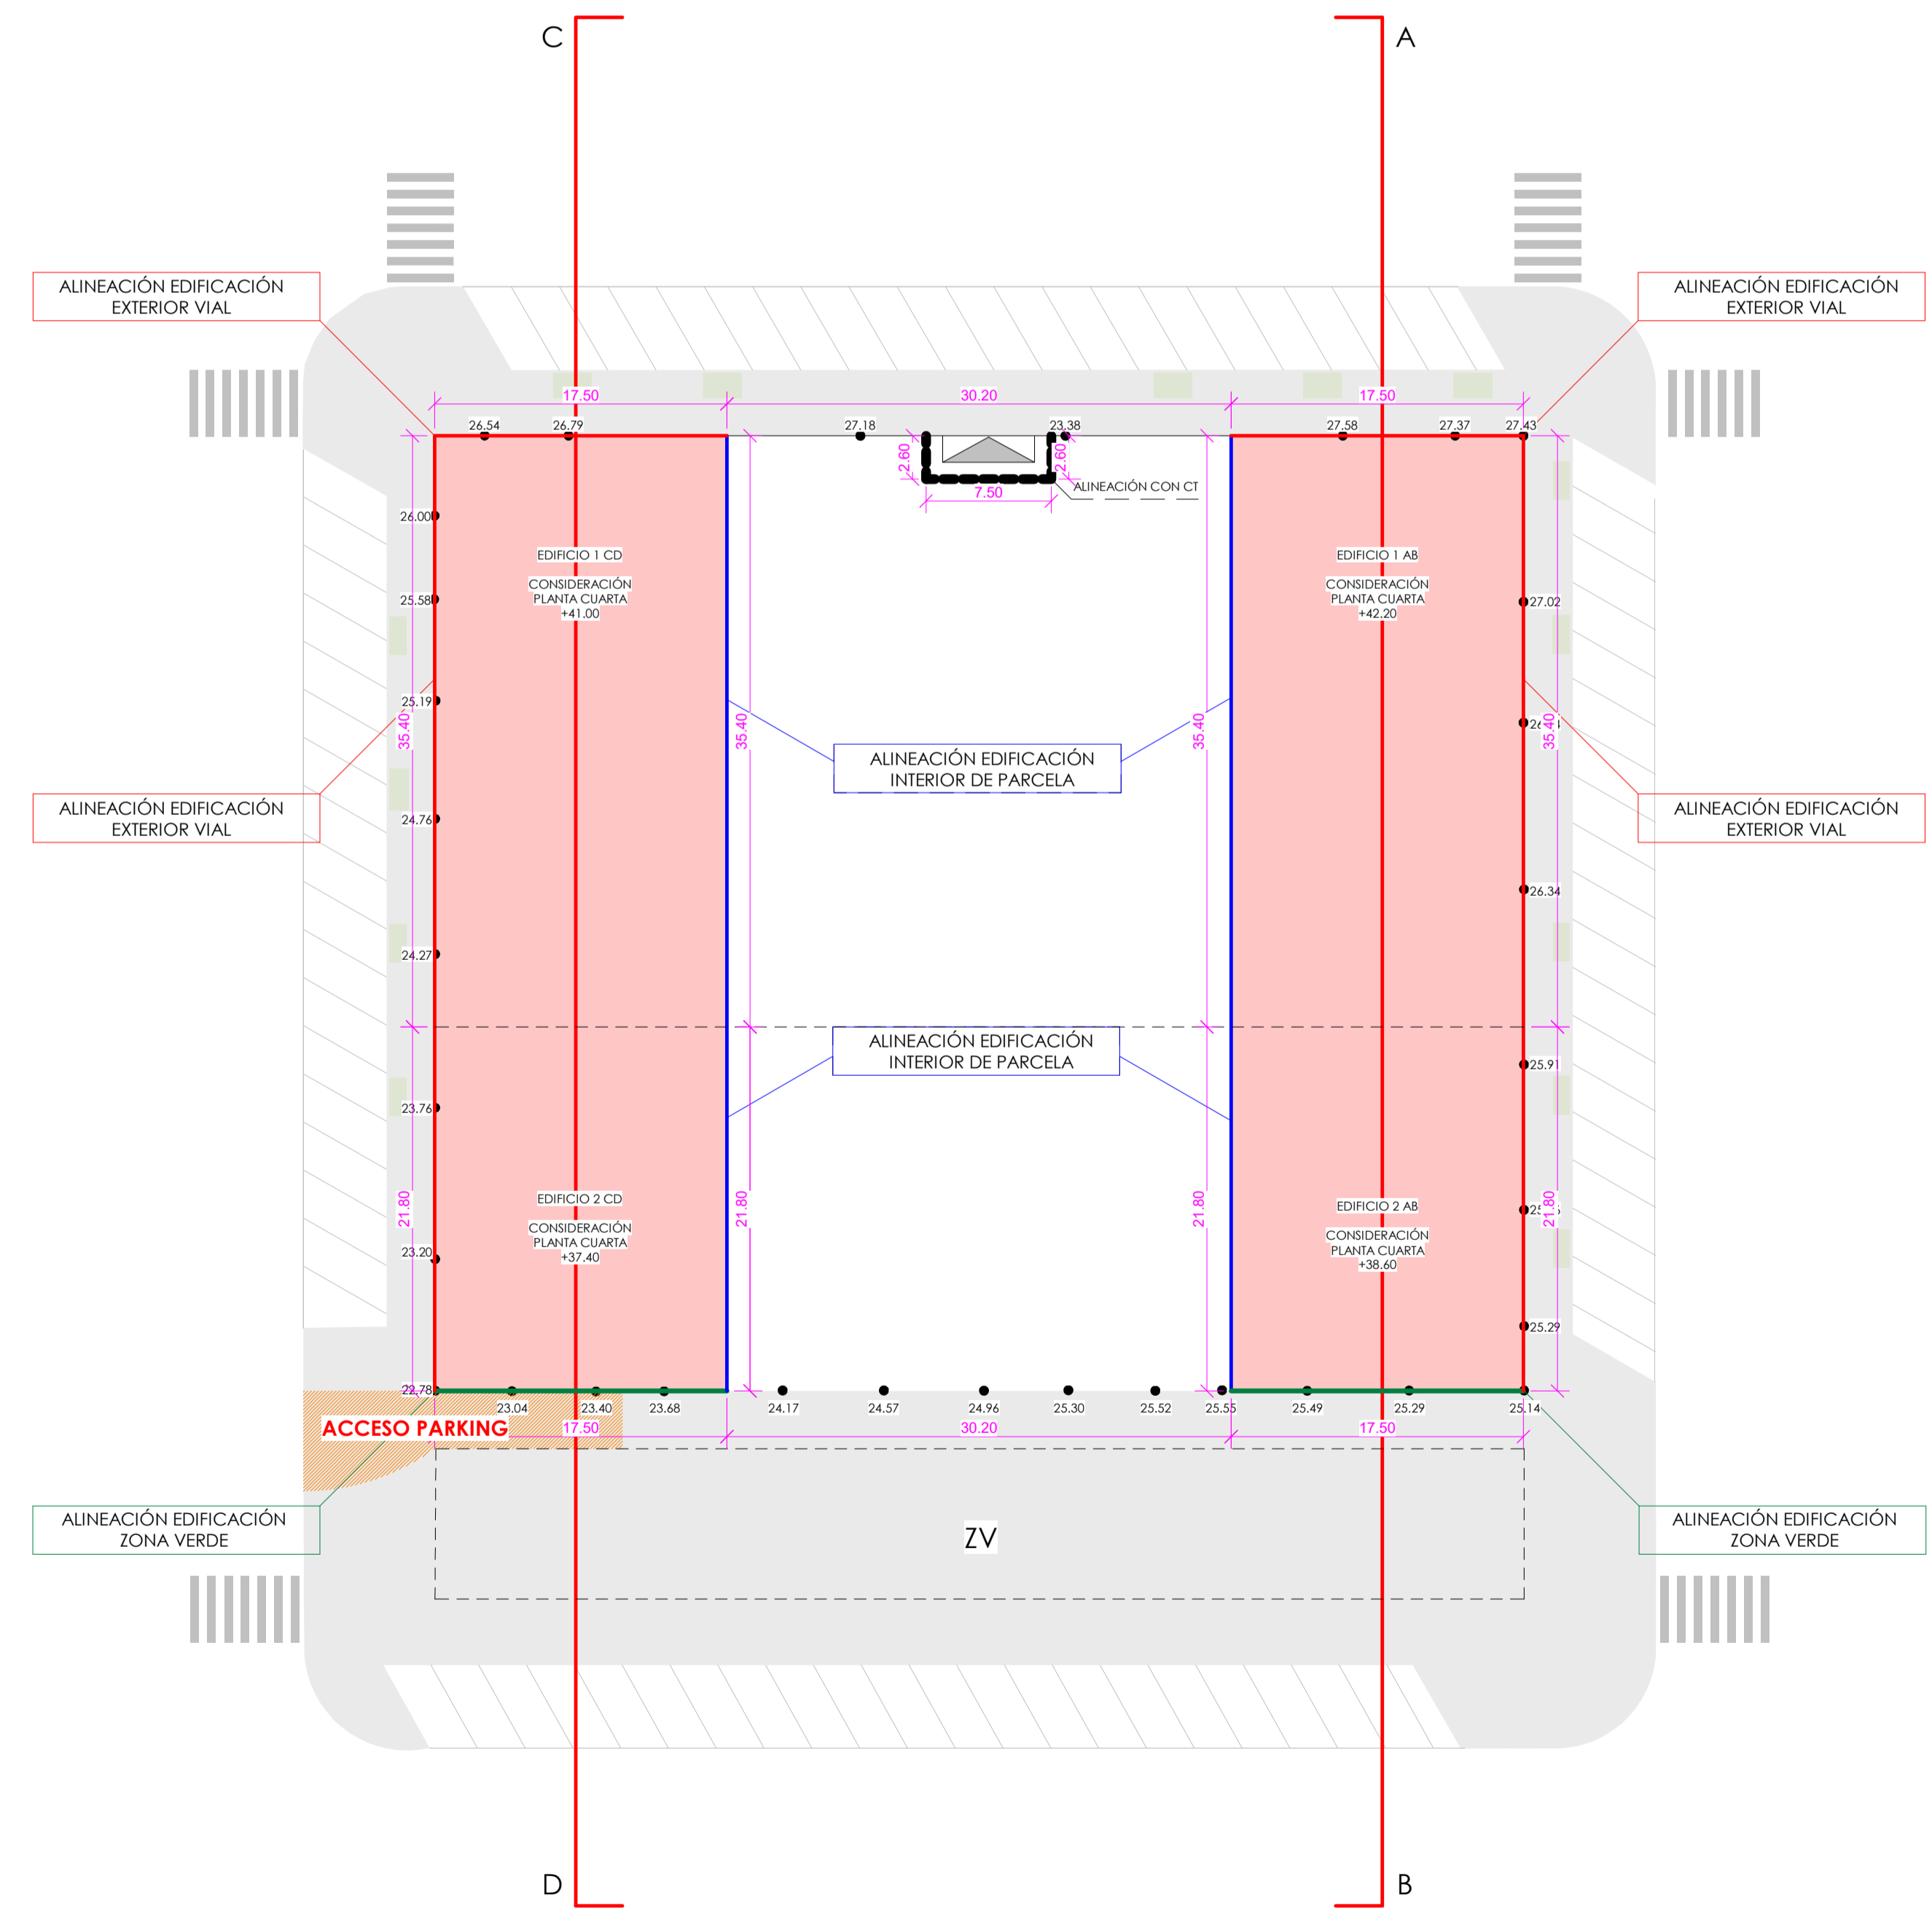 C
A
ALINEACIÓN EDIFICACIÓN
EXTERIOR VIAL
ALINEACIÓN EDIFICACIÓN
EXTERIOR VIAL
17.50
30.20
17.50
26.54
26.79
27.18
23.38
27.58
27.37
27.43
2.60
2.60
7.50
ALINEACIÓN CON CT
26.00
EDIFICIO 1 CD
CONSIDERACIÓN
PLANTA CUARTA
+41.00
EDIFICIO 1 AB
CONSIDERACIÓN
PLANTA CUARTA
+42.20
25.58
27.02
25.19
35.40
35.40
35.40
35.40
ALINEACIÓN EDIFICACIÓN
INTERIOR DE PARCELA
ALINEACIÓN EDIFICACIÓN
EXTERIOR VIAL
ALINEACIÓN EDIFICACIÓN
EXTERIOR VIAL
24.76
26.34
24.27
ALINEACIÓN EDIFICACIÓN
INTERIOR DE PARCELA
25.91
23.76
21.80
21.80
21.80
21.80
EDIFICIO 2 CD
CONSIDERACIÓN
PLANTA CUARTA
+37.40
EDIFICIO 2 AB
CONSIDERACIÓN
PLANTA CUARTA
+38.60
23.20
25.29
22.78
23.04
23.40
23.68
24.17
24.57
24.96
25.30
25.52
25.55
25.49
25.29
25.14
ACCESO PARKING
17.50
30.20
17.50
ALINEACIÓN EDIFICACIÓN
ZONA VERDE
ZV
ALINEACIÓN EDIFICACIÓN
ZONA VERDE
D
B